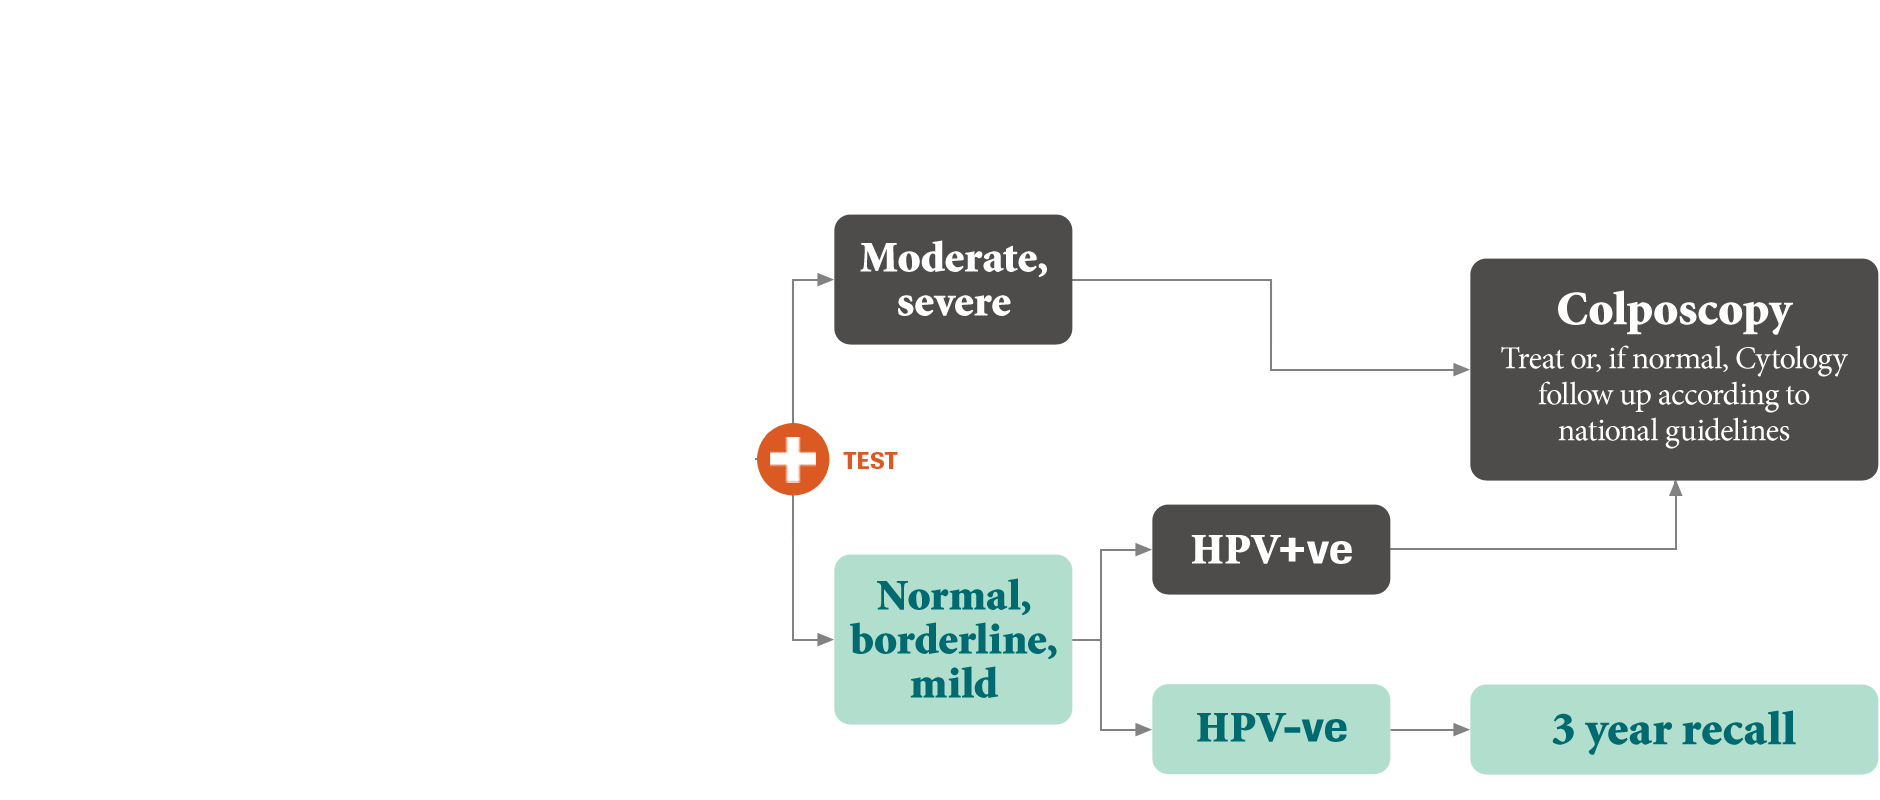 Moderate,
severe
Colposcopy
Treat or, if normal, Cytology
follow up according to
national guidelines
TEST
HPV+ve
Normal,
borderline,
mild
HPV-ve
3 year recall